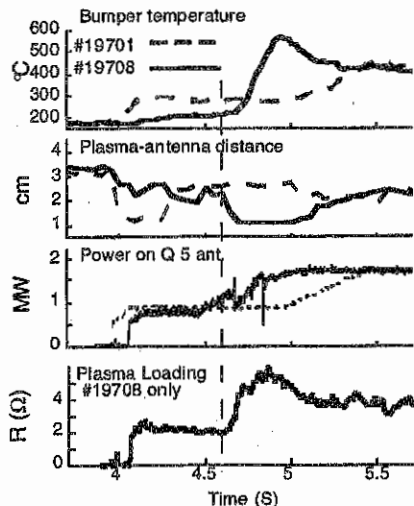 Bumper temperature
600
500
400
300
200
°C
#19701
#19708
Plasma-antenna distance
4
3
2
1
cm
Power on Q 5 ant.
2
1
0
MW
Plasma Loading
#19708 only
4
2
0
R (Ω)
4
4.5
5
5.5
Time (S)